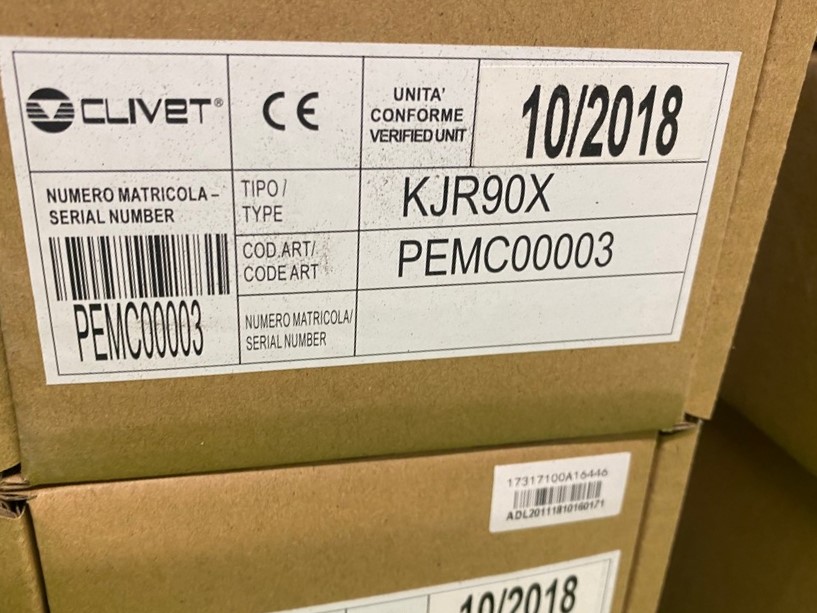 CLIVET®
CE
UNITA'
CONFORME
VERIFIED UNIT
10/2018
NUMERO MATRICOLA –
SERIAL NUMBER
PEMC00003
TIPO /
TYPE
KJR90X
COD.ART/
CODE ART
PEMC00003
NUMERO MATRICOLA/
SERIAL NUMBER
17317100A16446
ADL20111810160171
10/2018